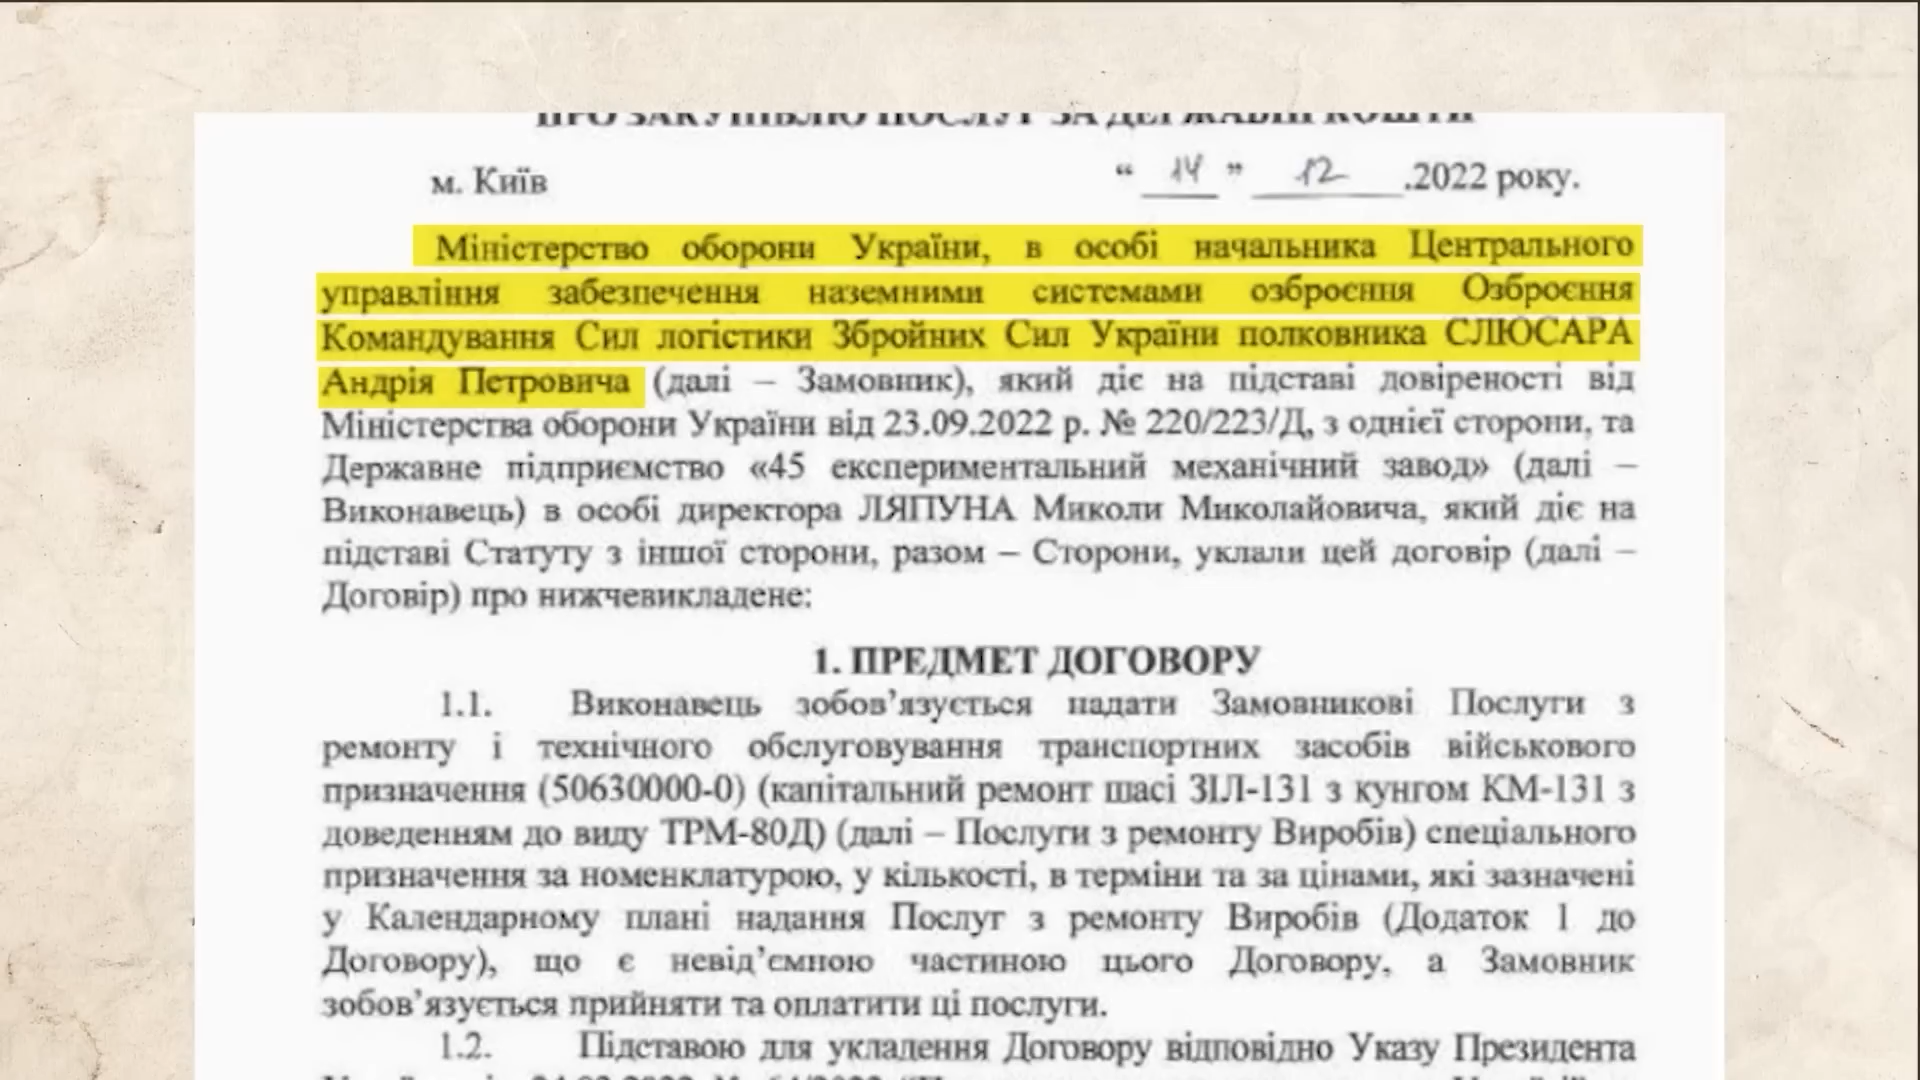 ПРО ЗАКУПІВЛЮ ПОСЛУГ ЗА ДЕРЖАВНІ КОШТИ
м. Київ “ 14 ” 12 .2022 року.
Міністерство оборони України, в особі начальника Центрального
управління забезпечення наземними системами озброєння Озброєння
Командування Сил логістики Збройних Сил України полковника СЛЮСАРА
Андрія Петровича (далі – Замовник), який діє на підставі довіреності від
Міністерства оборони України від 23.09.2022 р. № 220/223/Д, з однієї сторони, та
Державне підприємство «45 експериментальний механічний завод» (далі –
Виконавець) в особі директора ЛЯПУНА Миколи Миколайовича, який діє на
підставі Статуту з іншої сторони, разом – Сторони, уклали цей договір (далі –
Договір) про нижчевикладене:
1. ПРЕДМЕТ ДОГОВОРУ
1.1. Виконавець зобов’язується надати Замовникові Послуги з
ремонту і технічного обслуговування транспортних засобів військового
призначення (50630000-0) (капітальний ремонт шасі ЗІЛ-131 з кунгом КМ-131 з
доведенням до виду ТРМ-80Д) (далі – Послуги з ремонту Виробів) спеціального
призначення за номенклатурою, у кількості, в терміни та за цінами, які зазначені
у Календарному плані надання Послуг з ремонту Виробів (Додаток 1 до
Договору), що є невід’ємною частиною цього Договору, а Замовник
зобов’язується прийняти та оплатити ці послуги.
1.2. Підставою для укладення Договору відповідно Указу Президента